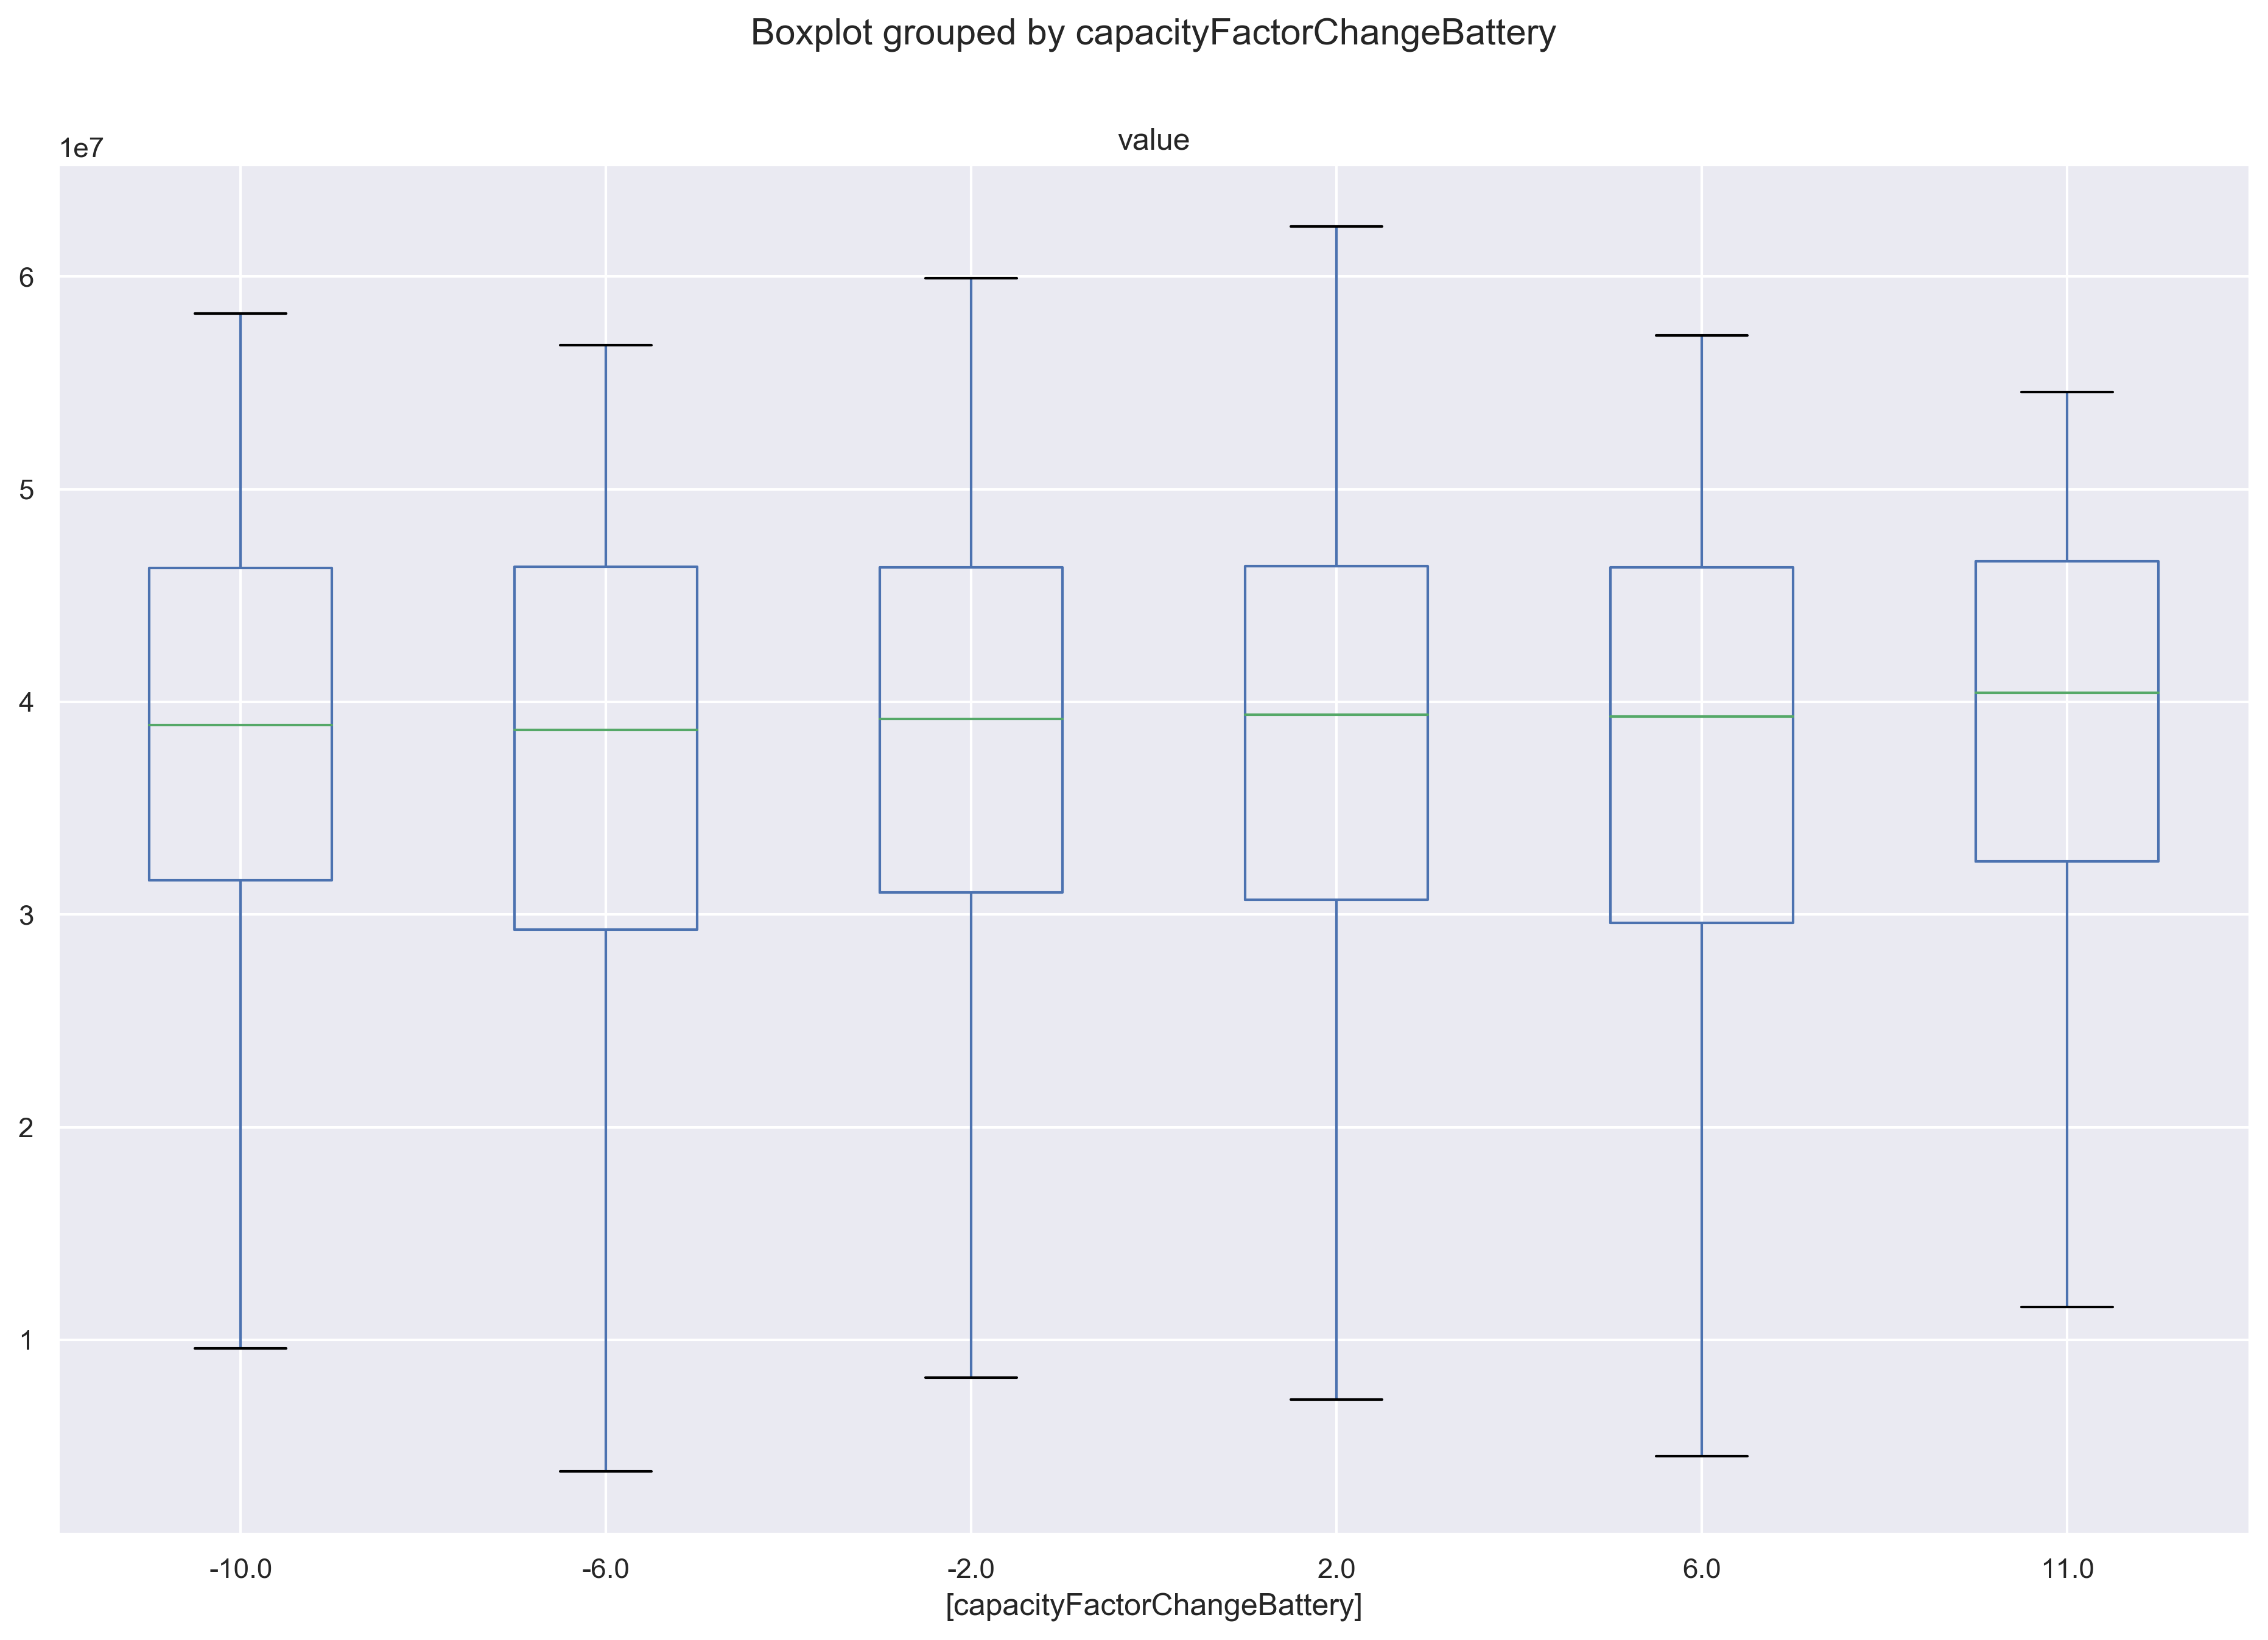 Boxplot grouped by capacityFactorChangeBattery
value
1e7
6
5
4
3
2
1
-10.0 -6.0 -2.0 2.0 6.0 11.0
[capacityFactorChangeBattery]